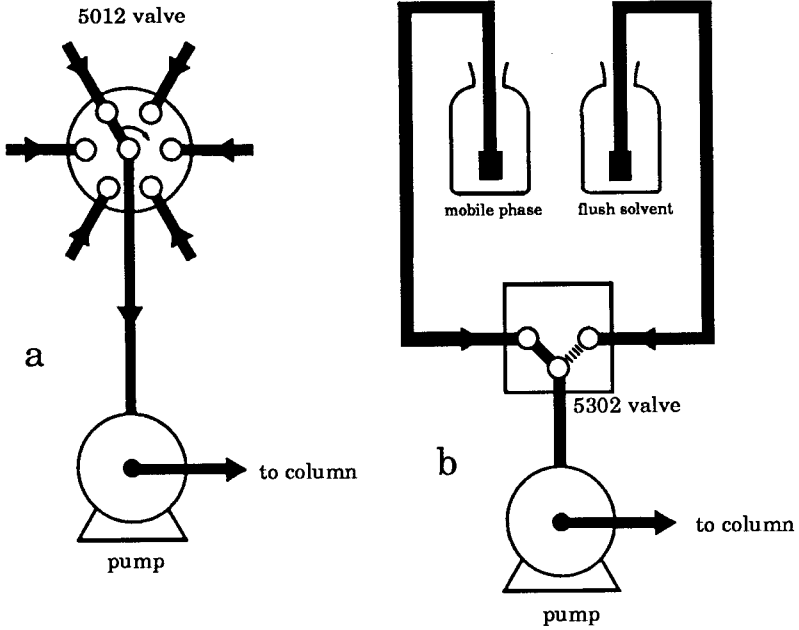 5012 valve
a
to column
pump
mobile phase
flush solvent
5302 valve
b
to column
pump